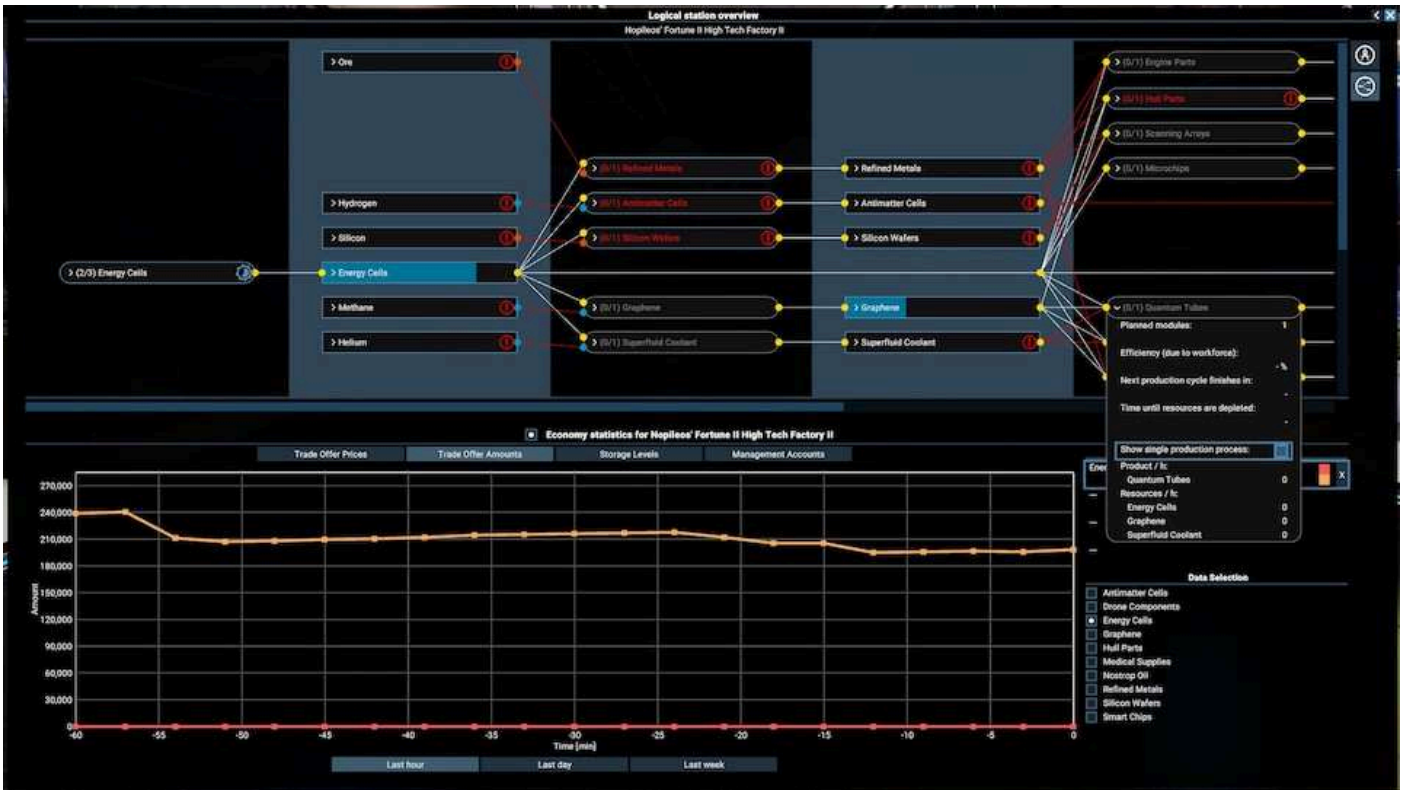 Logical station overview
Nopileos' Fortune II High Tech Factory II
> Ore
> (0/1) Engine Parts
> (0/1) Hull Parts
> (0/1) Scanning Arrays
> (0/1) Refined Metals
> Refined Metals
> (0/1) Microchips
> Hydrogen
> (0/1) Antimatter Cells
> Antimatter Cells
> Silicon
> (0/1) Silicon Wafers
> Silicon Wafers
> (2/3) Energy Cells
> Energy Cells
> Methane
> (0/1) Graphene
> Graphene
(0/1) Quantum Tubes
> Helium
> (0/1) Superfluid Coolant
> Superfluid Coolant
Planned modules: 1
Efficiency (due to workforce):
- %
Next production cycle finishes in:
-
Time until resources are depleted:
-
Show single production process:
Product / h:
Quantum Tubes 0
Resources / h:
Energy Cells 0
Graphene 0
Superfluid Coolant 0
Economy statistics for Nopileos' Fortune II High Tech Factory II
Trade Offer Prices
Trade Offer Amounts
Storage Levels
Management Accounts
Ener
X
270,000
240,000
210,000
180,000
150,000
120,000
90,000
60,000
30,000
0
Amount
-60 -55 -50 -45 -40 -35 -30 -25 -20 -15 -10 -5 0
Time [min]
Last hour
Last day
Last week
Data Selection
Antimatter Cells
Drone Components
Energy Cells
Graphene
Hull Parts
Medical Supplies
Nostrop Oil
Refined Metals
Silicon Wafers
Smart Chips